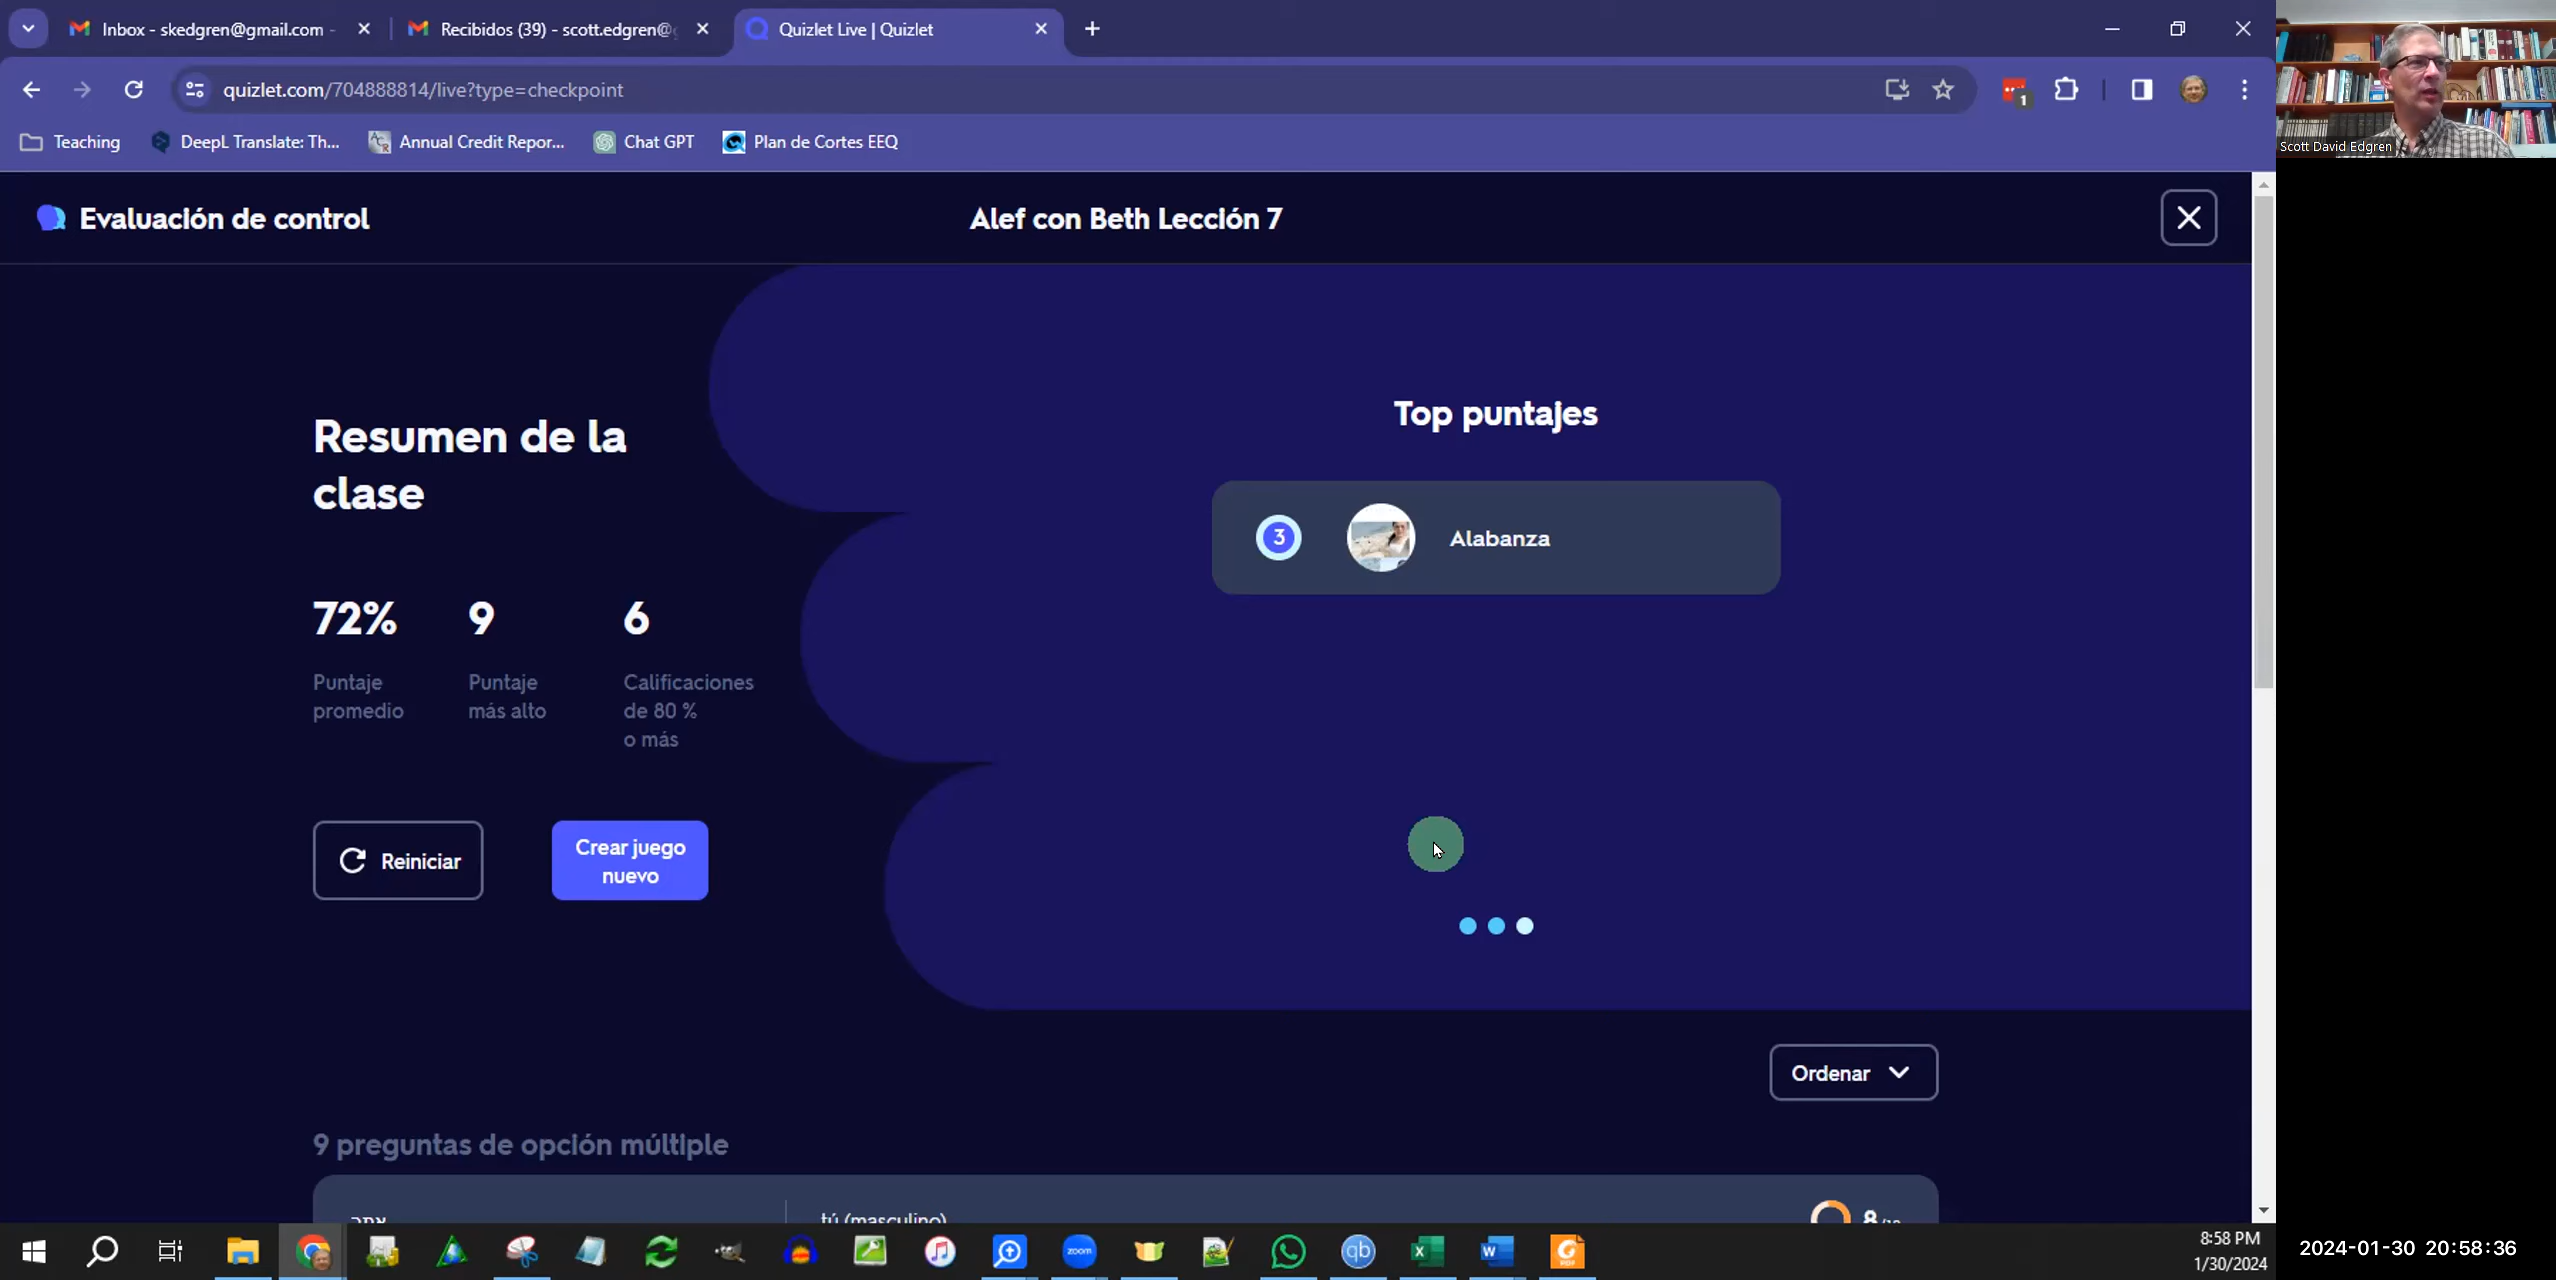 Inbox - skedgren@gmail.com -
Recibidos (39) - scott.edgren@g
Quizlet Live | Quizlet
quizlet.com/704888814/live?type=checkpoint
1
Teaching
DeepL Translate: Th...
Annual Credit Repor...
Chat GPT
Plan de Cortes EEQ
Scott David Edgren
Evaluación de control
Alef con Beth Lección 7
Resumen de la
clase
72%
Puntaje
promedio
9
Puntaje
más alto
6
Calificaciones
de 80 %
o más
Reiniciar
Crear juego
nuevo
Top puntajes
3
Alabanza
Ordenar
9 preguntas de opción múltiple
tú (masculino)
8
zoom
qb
X
W
8:58 PM
1/30/2024
2024-01-30 20:58:36